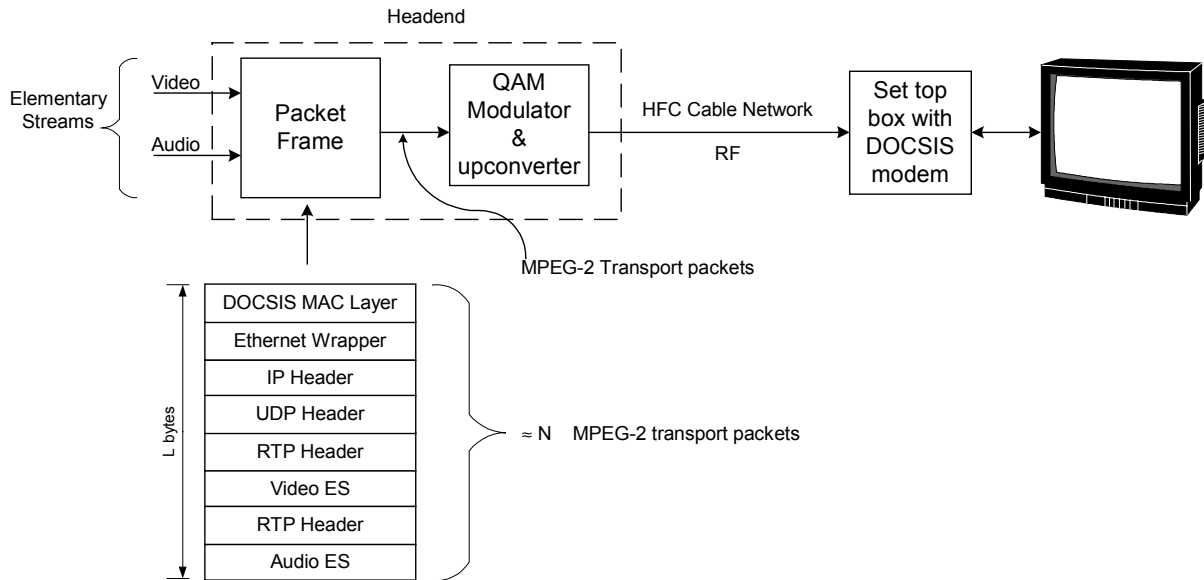 Headend
Elementary
Streams
Video
Audio
Packet
Frame
QAM
Modulator
&
upconverter
HFC Cable Network
RF
Set top
box with
DOCSIS
modem
MPEG-2 Transport packets
L bytes
DOCSIS MAC Layer
Ethernet Wrapper
IP Header
UDP Header
RTP Header
Video ES
RTP Header
Audio ES
≈ N MPEG-2 transport packets